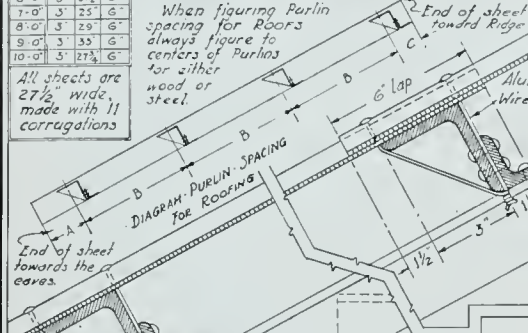 7'-0" 3" 25" 6"
8'-0" 3" 29" 6"
9'-0" 3" 33" 6"
10'-0" 3" 27¾" 6"
All sheets are
27½" wide,
made with 11
corrugations
When figuring Purlin
spacing for ROOFS
always figure to
centers of Purlins
for either
wood or
steel.
End of sheet
toward Ridge
C
B
B
B
A
6" lap
Wire
DIAGRAM-PURLIN-SPACING
FOR ROOFING
End of sheet
towards the
eaves.
1½"
3"